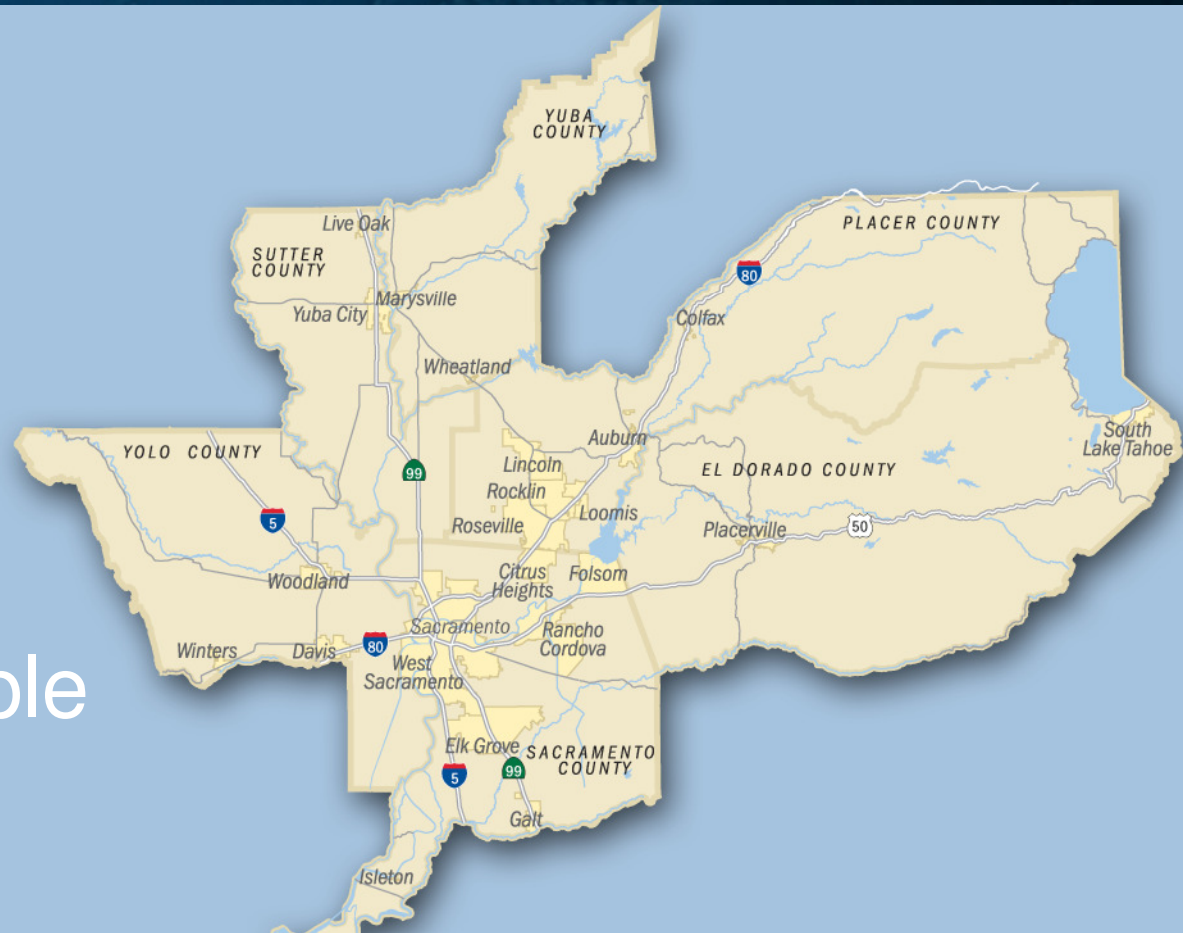 YUBA
COUNTY
PLACER COUNTY
Live Oak
SUTTER
COUNTY
80
Marysville
Yuba City
Colfax
Wheatland
Auburn
South
Lake Tahoe
YOLO COUNTY
99
Lincoln
EL DORADO COUNTY
Rocklin
Loomis
5
Roseville
Placerville
50
Woodland
Citrus
Heights
Folsom
Sacramento
Rancho
Cordova
Winters
Davis
80
West
Sacramento
Elk Grove
SACRAMENTO
COUNTY
5
99
Galt
Isleton